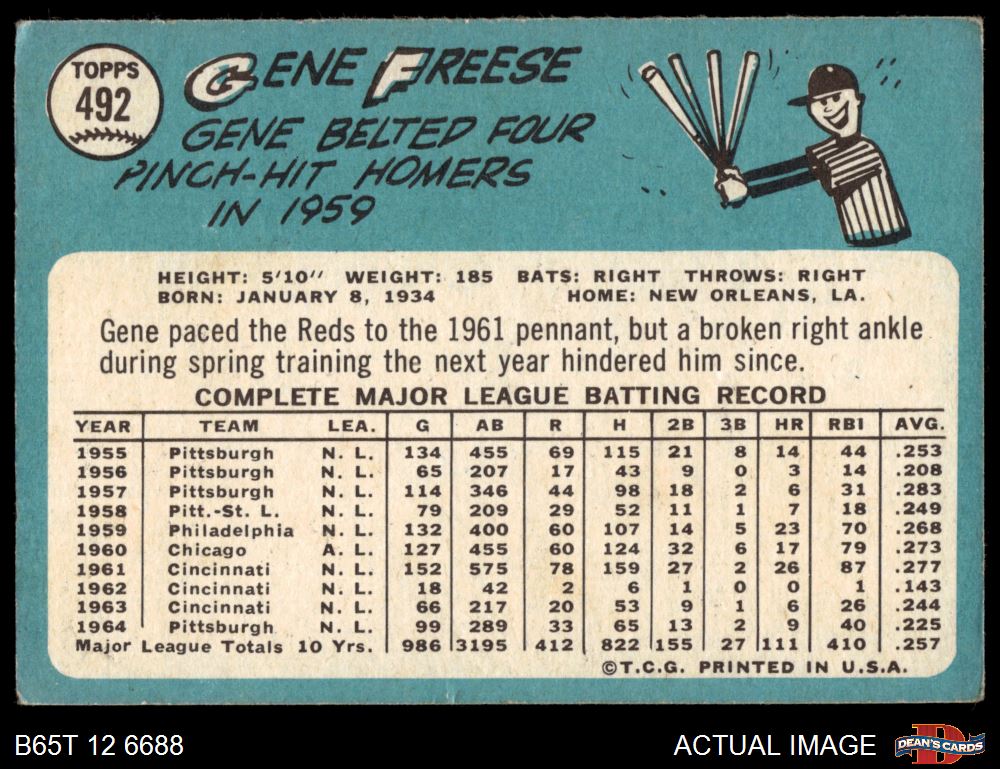 TOPPS
492
GENE FREESE
GENE BELTED FOUR
PINCH-HIT HOMERS
IN 1959
HEIGHT: 5'10" WEIGHT: 185 BATS: RIGHT THROWS: RIGHT
BORN: JANUARY 8, 1934 HOME: NEW ORLEANS, LA.
Gene paced the Reds to the 1961 pennant, but a broken right ankle
during spring training the next year hindered him since.
COMPLETE MAJOR LEAGUE BATTING RECORD
YEAR TEAM LEA. G AB R H 2B 3B HR RBI AVG.
1955 Pittsburgh N. L. 134 455 69 115 21 8 14 44 .253
1956 Pittsburgh N. L. 65 207 17 43 9 0 3 14 .208
1957 Pittsburgh N. L. 114 346 44 98 18 2 6 31 .283
1958 Pitt.-St. L. N. L. 79 209 29 52 11 1 7 18 .249
1959 Philadelphia N. L. 132 400 60 107 14 5 23 70 .268
1960 Chicago A. L. 127 455 60 124 32 6 17 79 .273
1961 Cincinnati N. L. 152 575 78 159 27 2 26 87 .277
1962 Cincinnati N. L. 18 42 2 6 1 0 0 1 .143
1963 Cincinnati N. L. 66 217 20 53 9 1 6 26 .244
1964 Pittsburgh N. L. 99 289 33 65 13 2 9 40 .225
Major League Totals 10 Yrs. 986 3195 412 822 155 27 111 410 .257
©T.C.G. PRINTED IN U.S.A.
B65T 12 6688
ACTUAL IMAGE
D
DEAN'S CARDS